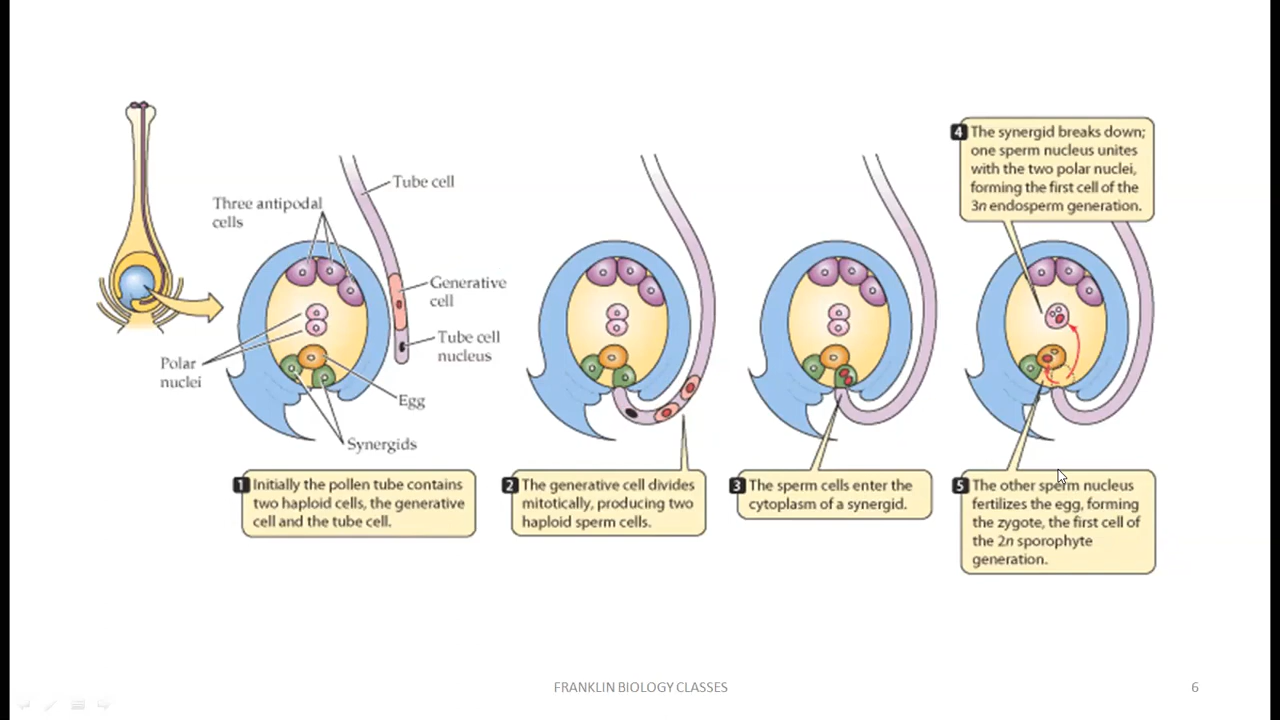 Tube cell
Three antipodal
cells
Generative
cell
Tube cell
nucleus
Polar
nuclei
Egg
Synergids
1 Initially the pollen tube contains
two haploid cells, the generative
cell and the tube cell.
2 The generative cell divides
mitotically, producing two
haploid sperm cells.
3 The sperm cells enter the
cytoplasm of a synergid.
4 The synergid breaks down;
one sperm nucleus unites
with the two polar nuclei,
forming the first cell of the
3n endosperm generation.
5 The other sperm nucleus
fertilizes the egg, forming
the zygote, the first cell of
the 2n sporophyte
generation.
FRANKLIN BIOLOGY CLASSES
6